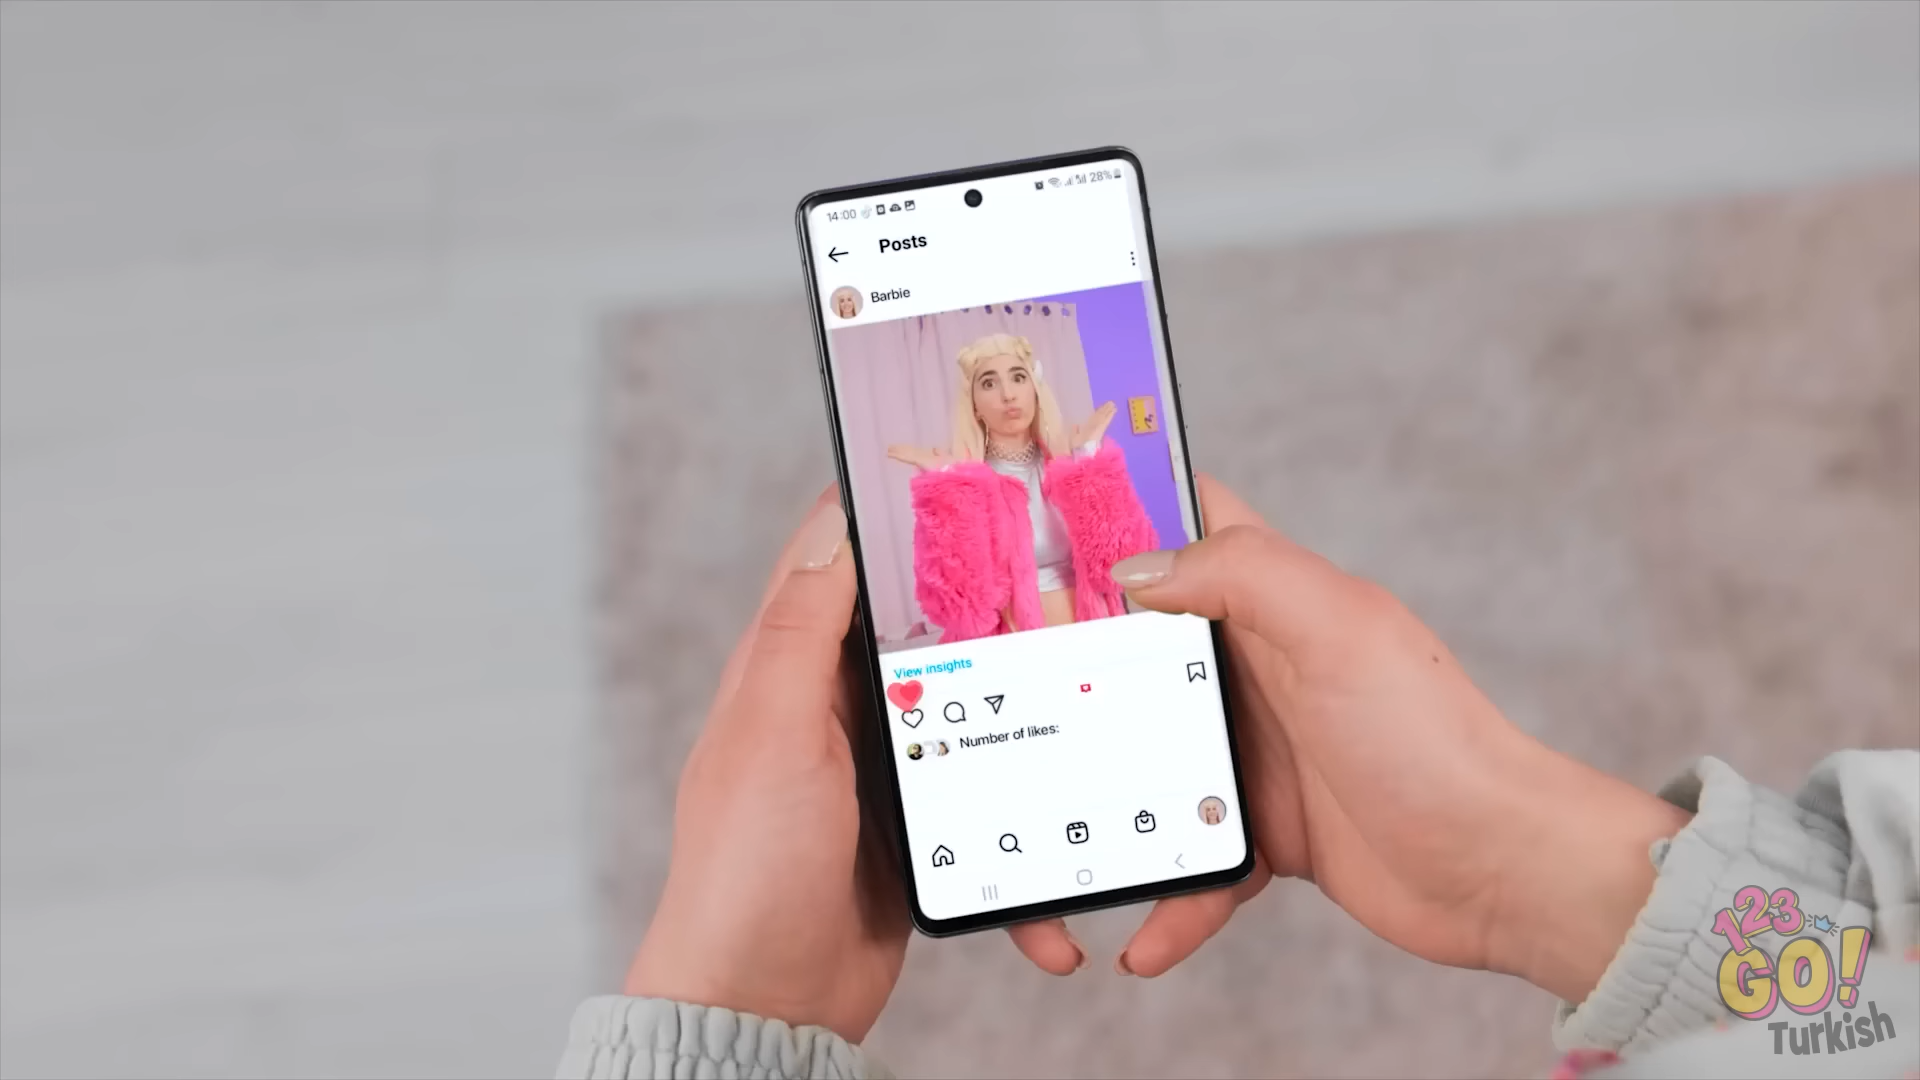 14:00
28%
Posts
Barbie
View insights
Number of likes:
123
GO!
Turkish